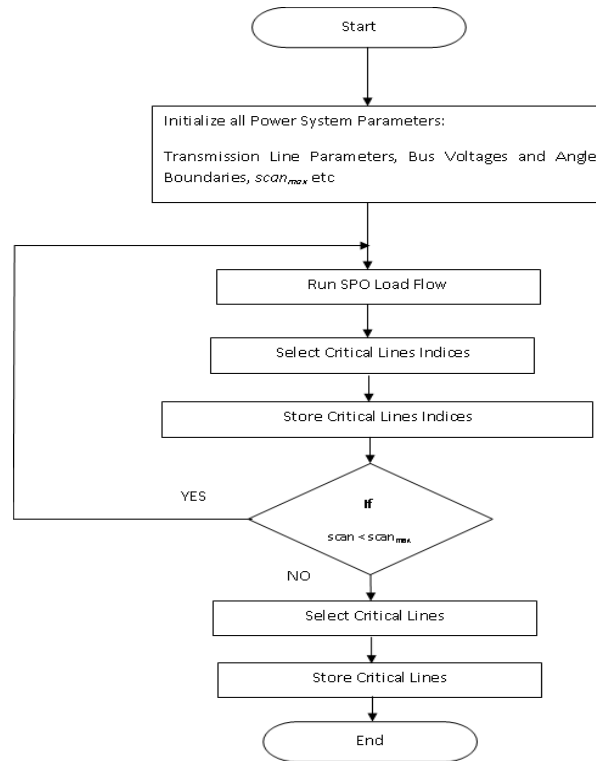 Start
Initialize all Power System Parameters:
Transmission Line Parameters, Bus Voltages and Angle
Boundaries, scanmax etc
Run SPO Load Flow
Select Critical Lines Indices
Store Critical Lines Indices
YES
If
scan < scanmax
NO
Select Critical Lines
Store Critical Lines
End